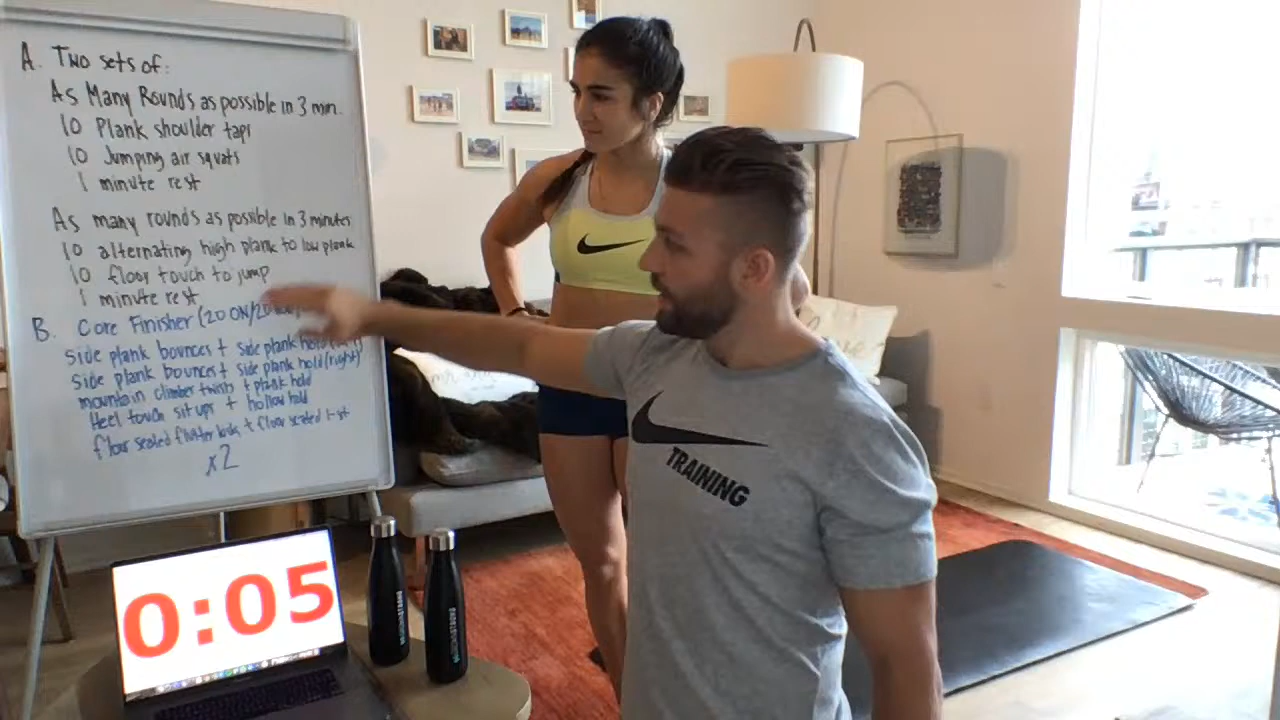 A. Two sets of:
As Many Rounds as possible in 3 min.
10 Plank shoulder taps
10 Jumping air squats
1 minute rest
As many rounds as possible in 3 minutes
10 alternating high plank to low plank
10 floor touch to jump
1 minute rest
B. Core Finisher (20 ON/20
side plank bounces + side plank hold
side plank bounces + side plank hold (right)
mountain climber twists + plank hold
Heel touch sit ups + hollow hold
floor seated flutter kicks + floor seated
x2
0:05
TRAINING